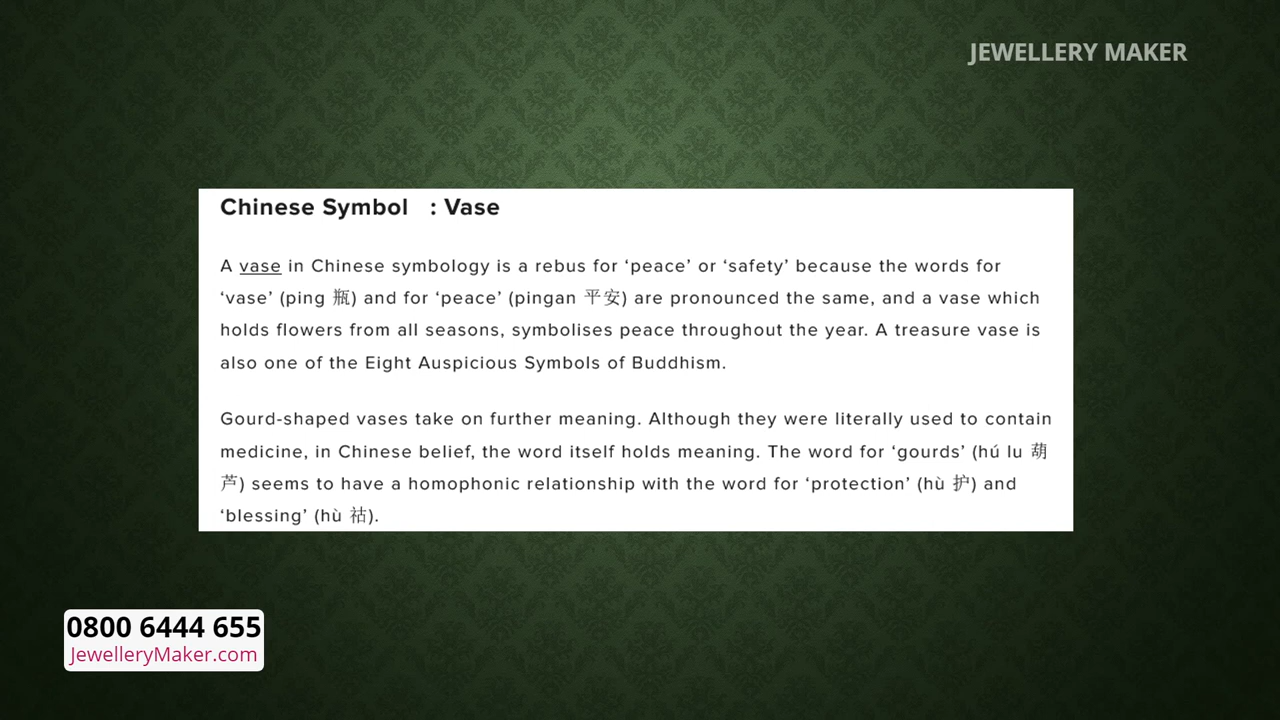 JEWELLERY MAKER
Chinese Symbol : Vase
A vase in Chinese symbology is a rebus for ‘peace’ or ‘safety’ because the words for
‘vase’ (ping 瓶) and for ‘peace’ (pingan 平安) are pronounced the same, and a vase which
holds flowers from all seasons, symbolises peace throughout the year. A treasure vase is
also one of the Eight Auspicious Symbols of Buddhism.
Gourd-shaped vases take on further meaning. Although they were literally used to contain
medicine, in Chinese belief, the word itself holds meaning. The word for ‘gourds’ (hú lu 葫
芦) seems to have a homophonic relationship with the word for ‘protection’ (hù 护) and
‘blessing’ (hù 祜).
0800 6444 655
JewelleryMaker.com